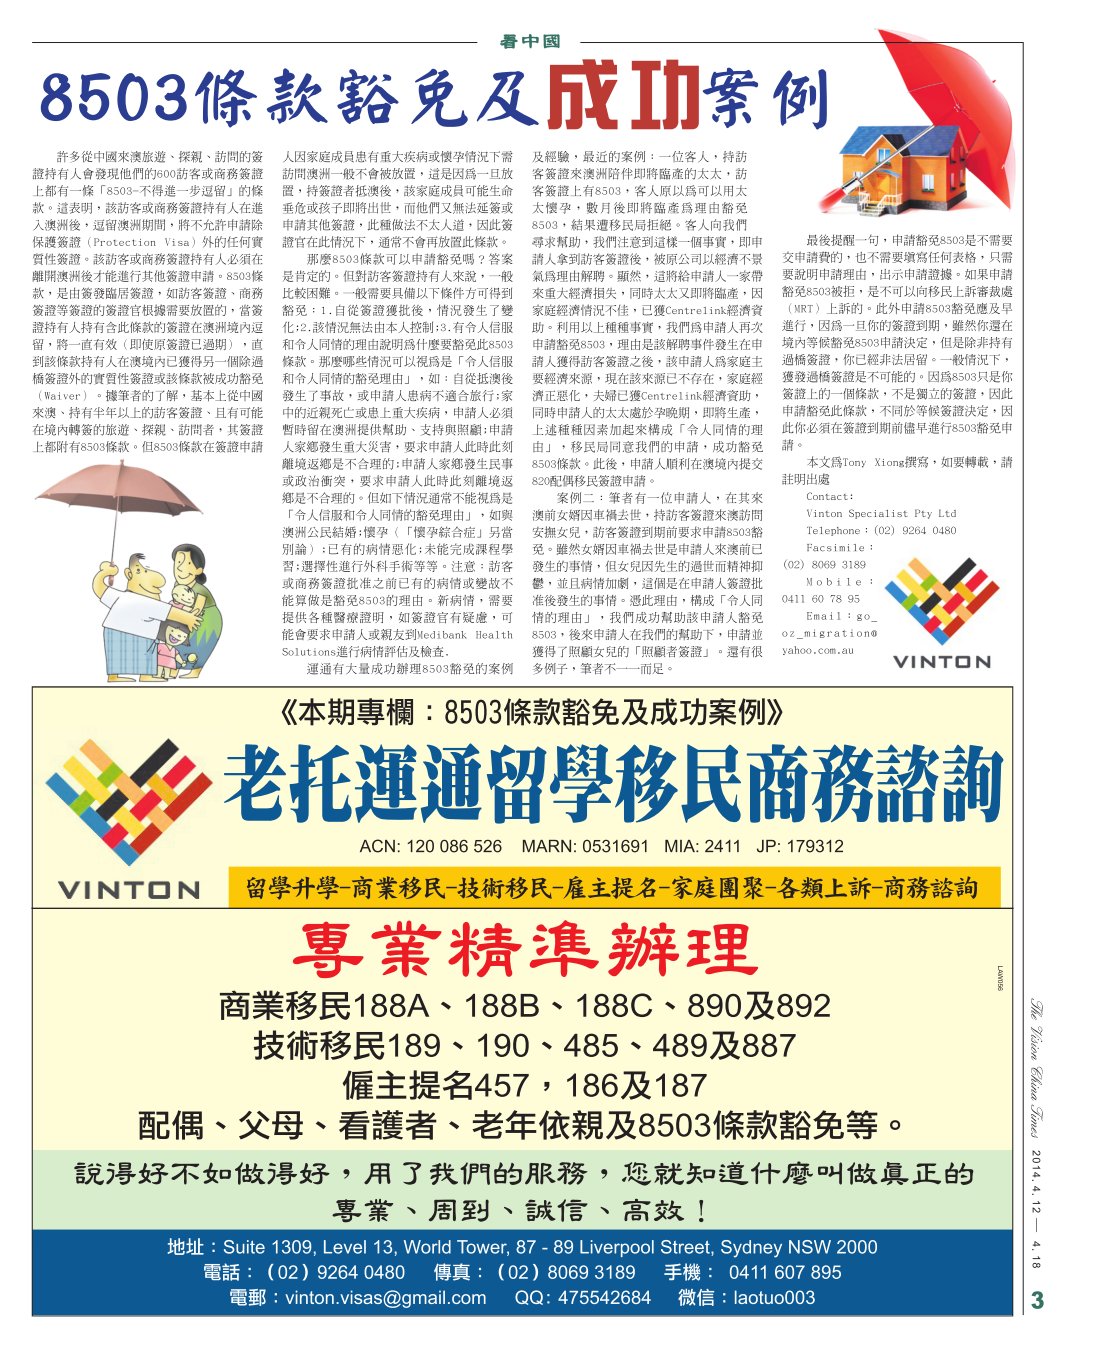 看中國
8503條款豁免及成功案例
許多從中國來澳旅遊、探親、訪問的簽
證持有人會發現他們的600訪客或商務簽證
上都有一條「8503-不得進一步逗留」的條
款。這表明，該訪客或商務簽證持有人在進
入澳洲後，逗留澳洲期間，將不允許申請除
保護簽證（Protection Visa）外的任何實
質性簽證。該訪客或商務簽證持有人必須在
離開澳洲後才能進行其他簽證申請。8503條
款，是由簽發臨居簽證，如訪客簽證、商務
簽證等簽證的簽證官根據需要放置的，當簽
證持有人持有含此條款的簽證在澳洲境內逗
留，將一直有效（即使原簽證已過期），直
到該條款持有人在澳境內已獲得另一個除過
橋簽證外的實質性簽證或該條款被成功豁免
（Waiver）。據筆者的了解，基本上從中國
來澳、持有半年以上的訪客簽證、且有可能
在境內轉簽的旅遊、探親、訪問者，其簽證
上都附有8503條款。但8503條款在簽證申請
人因家庭成員患有重大疾病或懷孕情況下需
訪問澳洲一般不會被放置，這是因爲一旦放
置，持簽證者抵澳後，該家庭成員可能生命
垂危或孩子即將出世，而他們又無法延簽或
申請其他簽證，此種做法不太人道，因此簽
證官在此情況下，通常不會再放置此條款。
那麼8503條款可以申請豁免嗎？答案
是肯定的。但對訪客簽證持有人來說，一般
比較困難。一般需要具備以下條件方可得到
豁免：1.自從簽證獲批後，情況發生了變
化;2.該情況無法由本人控制;3.有令人信服
和令人同情的理由說明爲什麼要豁免此8503
條款。那麼哪些情況可以視爲是「令人信服
和令人同情的豁免理由」，如：自從抵澳後
發生了事故，或申請人患病不適合旅行;家
中的近親死亡或患上重大疾病，申請人必須
暫時留在澳洲提供幫助、支持與照顧;申請
人家鄉發生重大災害，要求申請人此時此刻
離境返鄉是不合理的;申請人家鄉發生民事
或政治衝突，要求申請人此時此刻離境返
鄉是不合理的。但如下情況通常不能視爲是
「令人信服和令人同情的豁免理由」，如與
澳洲公民結婚;懷孕（「懷孕綜合症」另當
別論）;已有的病情惡化;未能完成課程學
習;選擇性進行外科手術等等。注意：訪客
或商務簽證批准之前已有的病情或變故不
能算做是豁免8503的理由。新病情，需要
提供各種醫療證明，如簽證官有疑慮，可
能會要求申請人或親友到Medibank Health
Solutions進行病情評估及檢查.
運通有大量成功辦理8503豁免的案例
及經驗，最近的案例：一位客人，持訪
客簽證來澳洲陪伴即將臨產的太太，訪
客簽證上有8503，客人原以爲可以用太
太懷孕，數月後即將臨產爲理由豁免
8503，結果遭移民局拒絕。客人向我們
尋求幫助，我們注意到這樣一個事實，即申
請人拿到訪客簽證後，被原公司以經濟不景
氣爲理由解聘。顯然，這將給申請人一家帶
來重大經濟損失，同時太太又即將臨產，因
家庭經濟情況不佳，已獲Centrelink經濟資
助。利用以上種種事實，我們爲申請人再次
申請豁免8503，理由是該解聘事件發生在申
請人獲得訪客簽證之後，該申請人爲家庭主
要經濟來源，現在該來源已不存在，家庭經
濟正惡化，夫婦已獲Centrelink經濟資助，
同時申請人的太太處於孕晚期，即將生產，
上述種種因素加起來構成「令人同情的理
由」，移民局同意我們的申請，成功豁免
8503條款。此後，申請人順利在澳境內提交
820配偶移民簽證申請。
案例二：筆者有一位申請人，在其來
澳前女婿因車禍去世，持訪客簽證來澳訪問
安撫女兒，訪客簽證到期前要求申請8503豁
免。雖然女婿因車禍去世是申請人來澳前已
發生的事情，但女兒因先生的過世而精神抑
鬱，並且病情加劇，這個是在申請人簽證批
准後發生的事情。憑此理由，構成「令人同
情的理由」，我們成功幫助該申請人豁免
8503，後來申請人在我們的幫助下，申請並
獲得了照顧女兒的「照顧者簽證」。還有很
多例子，筆者不一一而足。
最後提醒一句，申請豁免8503是不需要
交申請費的，也不需要填寫任何表格，只需
要說明申請理由，出示申請證據。如果申請
豁免8503被拒，是不可以向移民上訴審裁處
（MRT）上訴的。此外申請8503豁免應及早
進行，因爲一旦你的簽證到期，雖然你還在
境內等候豁免8503申請決定，但是除非持有
過橋簽證，你已經非法居留。一般情況下，
獲發過橋簽證是不可能的。因爲8503只是你
簽證上的一個條款，不是獨立的簽證，因此
申請豁免此條款，不同於等候簽證決定，因
此你必須在簽證到期前儘早進行8503豁免申
請。
本文爲Tony Xiong撰寫，如要轉載，請
註明出處
Contact:
Vinton Specialist Pty Ltd
Telephone：(02) 9264 0480
Facsimile：
(02) 8069 3189
Mobile：
0411 60 78 95
Email：go_
oz_migration@
yahoo.com.au
VINTON
《本期專欄：8503條款豁免及成功案例》
老托運通留學移民商務諮詢
ACN: 120 086 526 MARN: 0531691 MIA: 2411 JP: 179312
VINTON
留學升學-商業移民-技術移民-雇主提名-家庭團聚-各類上訴-商務諮詢
專業精準辦理
LAW056
商業移民188A、188B、188C、890及892
技術移民189、190、485、489及887
僱主提名457，186及187
配偶、父母、看護者、老年依親及8503條款豁免等。
說得好不如做得好，用了我們的服務，您就知道什麼叫做真正的
專業、周到、誠信、高效！
地址：Suite 1309, Level 13, World Tower, 87 - 89 Liverpool Street, Sydney NSW 2000
電話：（02）9264 0480 傳真：（02）8069 3189 手機： 0411 607 895
電郵：vinton.visas@gmail.com QQ: 475542684 微信：laotuo003
The Vision China Times 2014.4.12 — 4.18
3